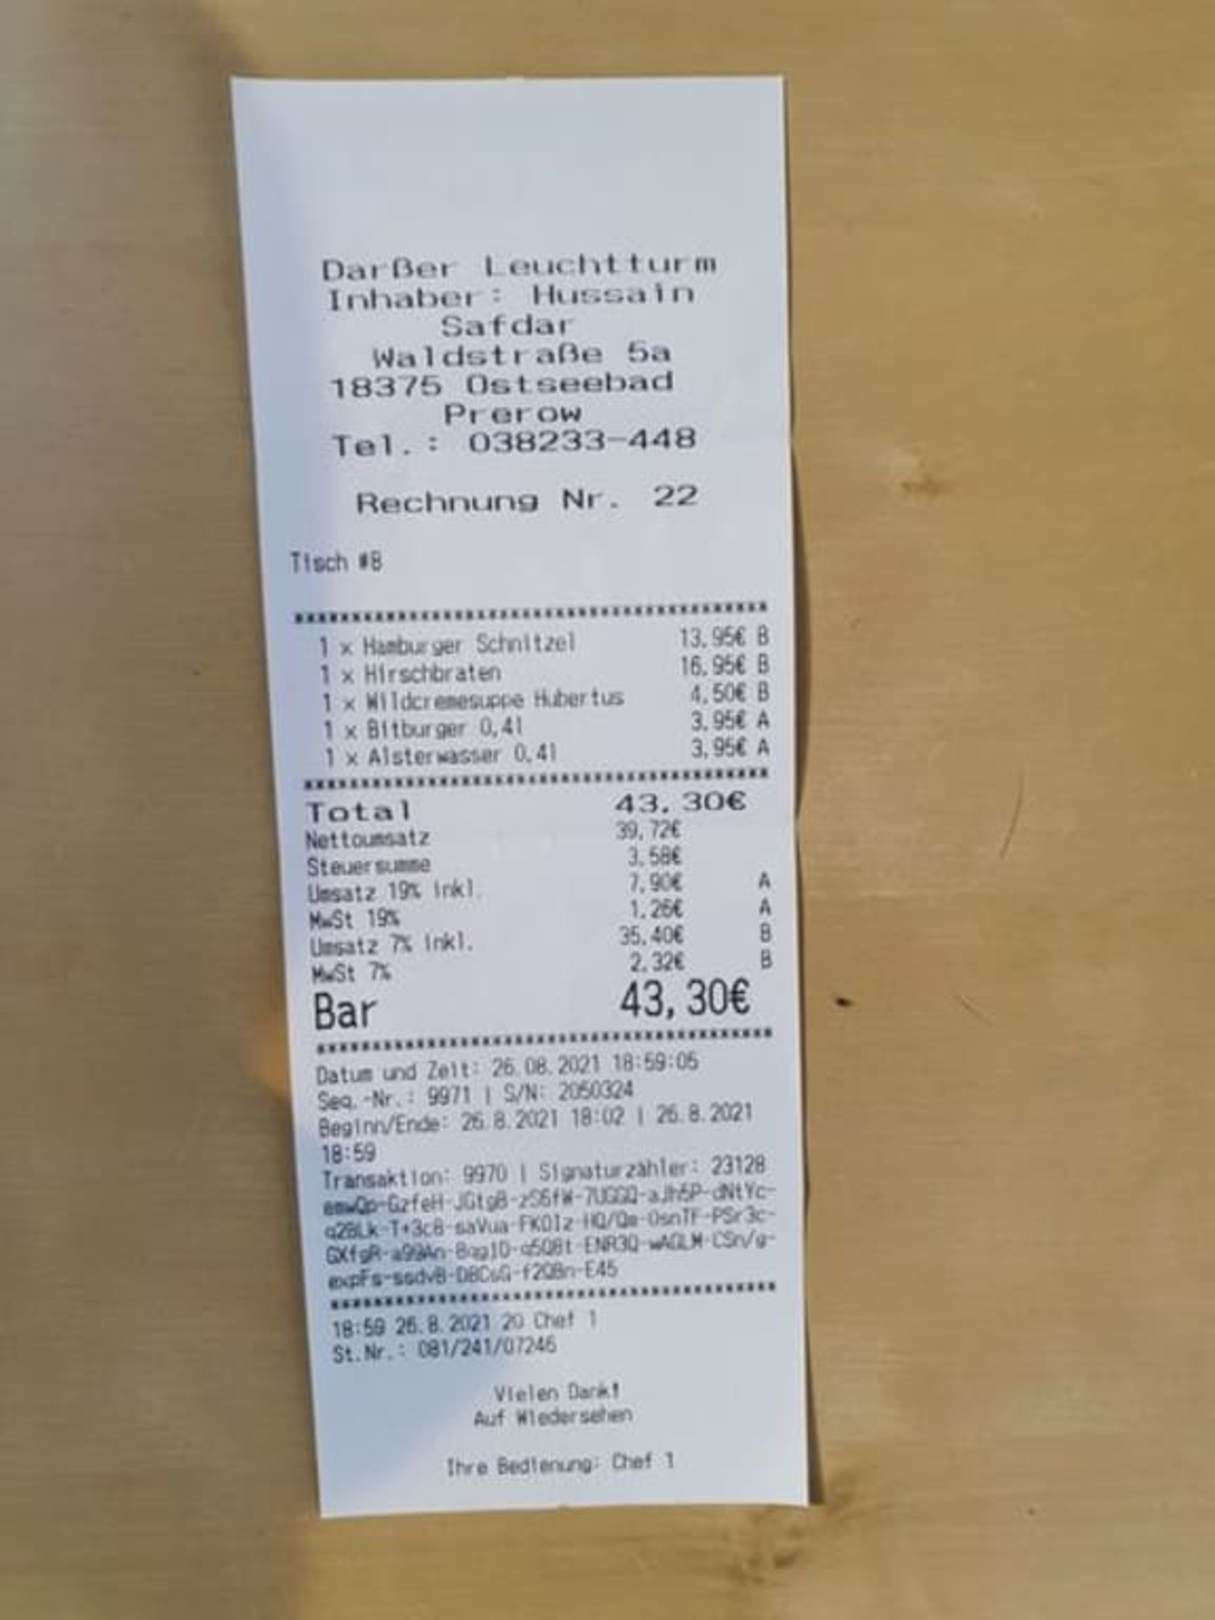 Darßer Leuchtturm
Inhaber: Hussain
Safdar
Waldstraße 5a
18375 Ostseebad
Prerow
Tel.: 038233-448
Rechnung Nr. 22
Tisch #8
1 x Hamburger Schnitzel 13,95€ B
1 x Hirschbraten 16,95€ B
1 x Wildcremesuppe Hubertus 4,50€ B
1 x Bitburger 0,4l 3,95€ A
1 x Alsterwasser 0,4l 3,95€ A
Total 43,30€
Nettoumsatz 39,72€
Steuersumme 3,58€
Umsatz 19% inkl. 7,90€ A
MwSt 19% 1,26€ A
Umsatz 7% inkl. 35,40€ B
MwSt 7% 2,32€ B
Bar 43,30€
Datum und Zeit: 26.08.2021 18:59:05
Seq.-Nr.: 9971 | S/N: 2050324
Beginn/Ende: 26.8.2021 18:02 | 26.8.2021
18:59
Transaktion: 9970 | Signaturzähler: 23128
18:59 26.8.2021 20 Chef 1
St.Nr.: 081/241/07246
Vielen Dank!
Auf Wiedersehen
Ihre Bedienung: Chef 1